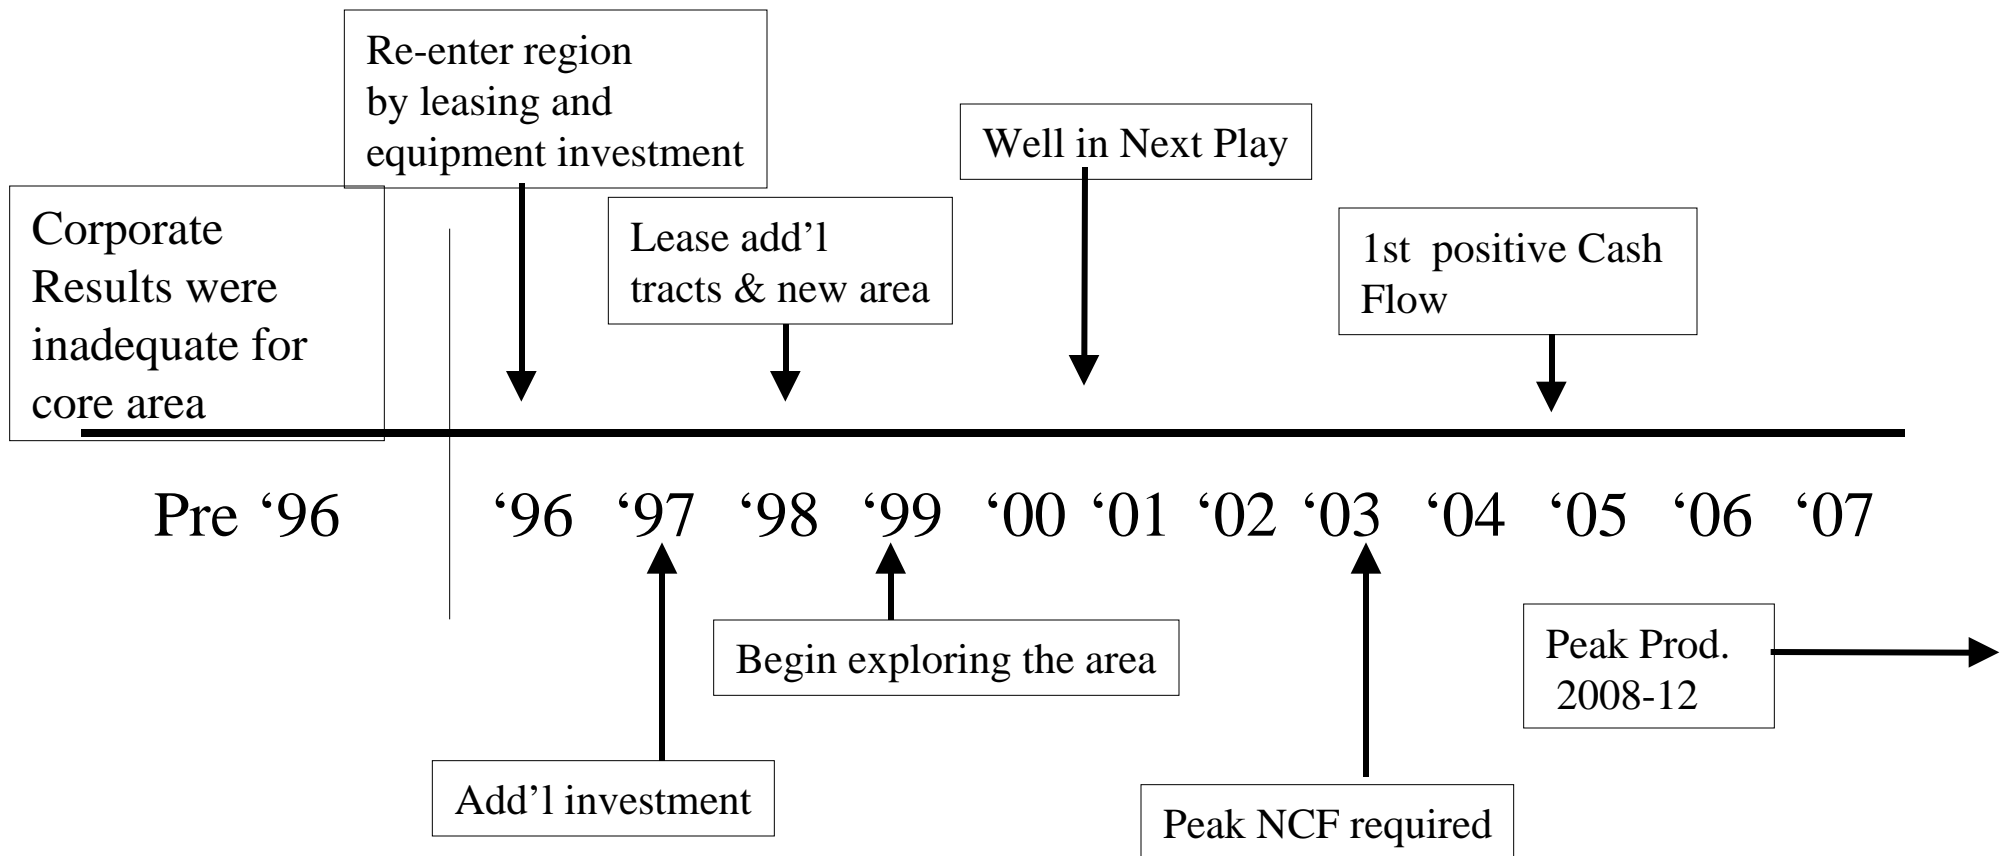 Re-enter region
by leasing and
equipment investment
Well in Next Play
Corporate
Results were
inadequate for
core area
Lease add’l
tracts & new area
1st  positive Cash
Flow
Pre ‘96
‘96 ‘97 ‘98 ‘99 ‘00 ‘01 ‘02 ‘03 ‘04 ‘05 ‘06 ‘07
Begin exploring the area
Peak Prod.
2008-12
Add’l investment
Peak NCF required